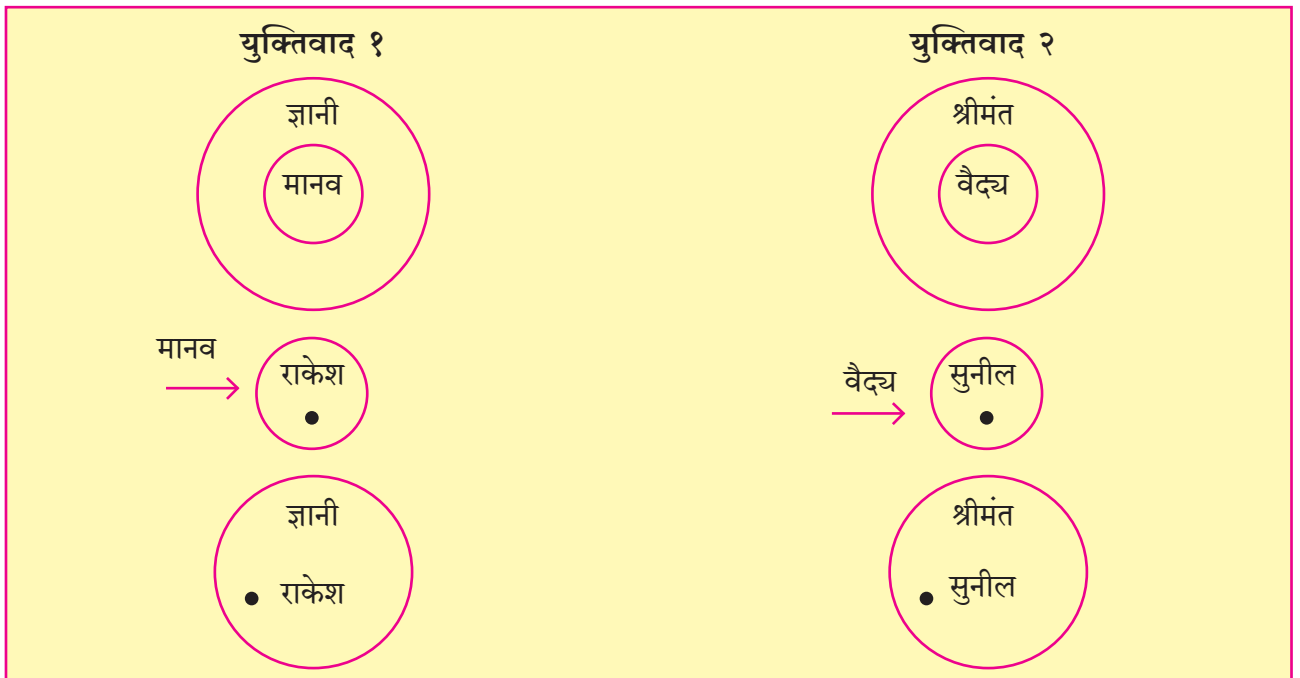 युक्तिवाद १
ज्ञानी
मानव
मानव
राकेश
ज्ञानी
राकेश
युक्तिवाद २
श्रीमंत
वैद्य
वैद्य
सुनील
श्रीमंत
सुनील